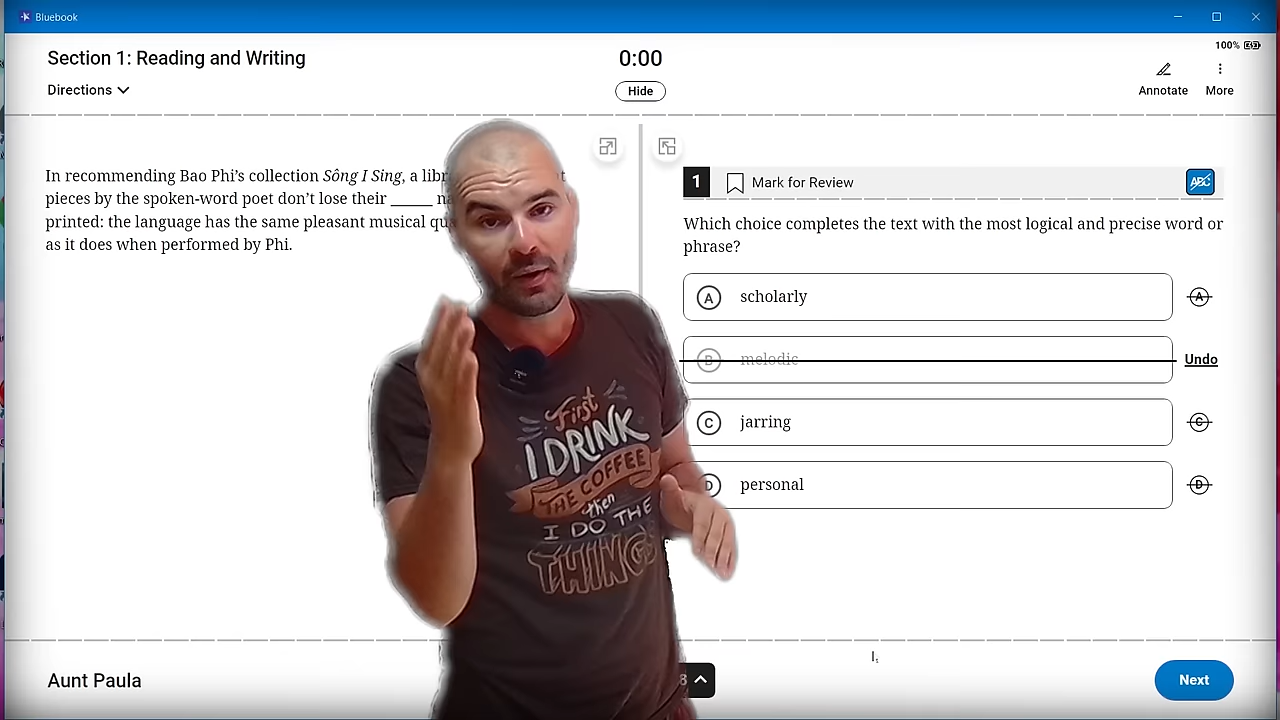 Bluebook
100%
Section 1: Reading and Writing
0:00
Directions
Hide
Annotate
More
In recommending Bao Phi’s collection Sông I Sing, a
pieces by the spoken-word poet don’t lose their ______
printed: the language has the same pleasant musical
as it does when performed by Phi.
1
Mark for Review
ABC
Which choice completes the text with the most logical and precise word or
phrase?
A scholarly A
B melodic Undo
C jarring C
D personal D
First
I DRINK
THE COFFEE
then
I DO THE
THINGS
Aunt Paula
Next